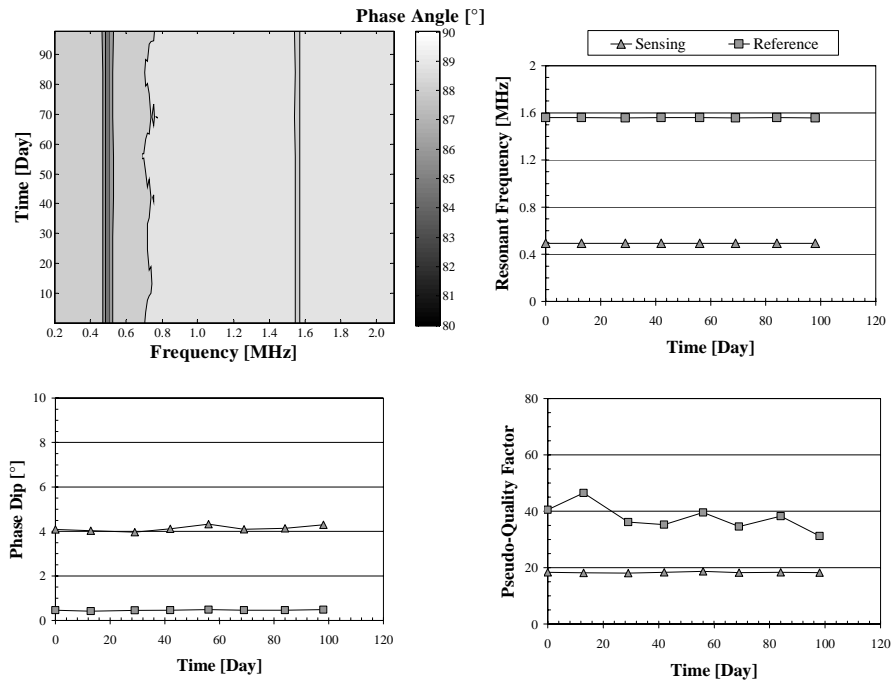 Phase Angle [°]
90
80
70
60
50
40
30
20
10
Time [Day]
0.2 0.4 0.6 0.8 1.0 1.2 1.4 1.6 1.8 2.0
Frequency [MHz]
90
89
88
87
86
85
84
83
82
81
80
Sensing Reference
2
1.6
1.2
0.8
0.4
0
Resonant Frequency [MHz]
0 20 40 60 80 100 120
Time [Day]
10
8
6
4
2
0
Phase Dip [°]
0 20 40 60 80 100 120
Time [Day]
80
60
40
20
0
Pseudo-Quality Factor
0 20 40 60 80 100 120
Time [Day]